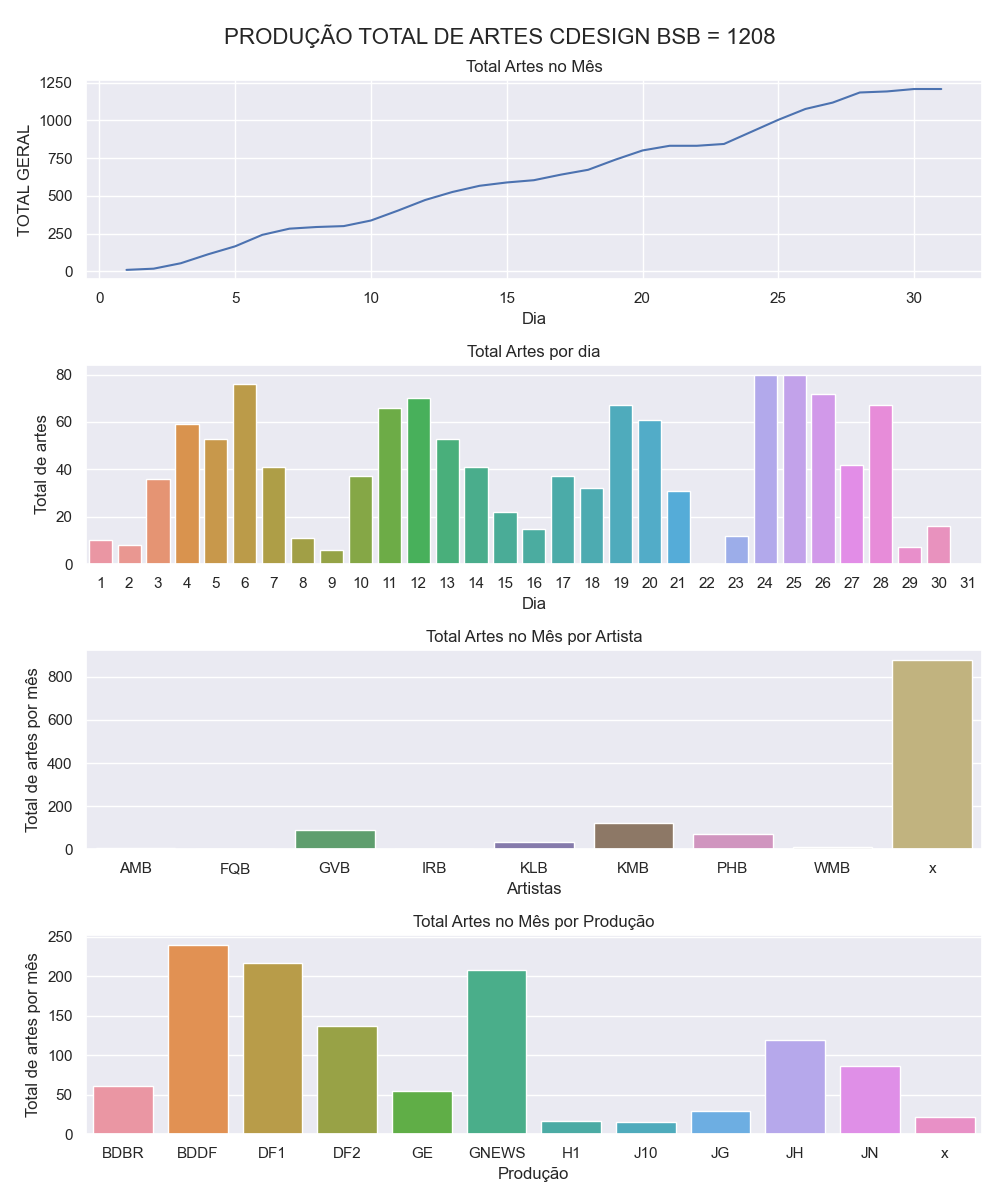 PRODUÇÃO TOTAL DE ARTES CDESIGN BSB = 1208
Total Artes no Mês
TOTAL GERAL
1250
1000
750
500
250
0
0 5 10 15 20 25 30
Dia
Total Artes por dia
Total de artes
80
60
40
20
0
1 2 3 4 5 6 7 8 9 10 11 12 13 14 15 16 17 18 19 20 21 22 23 24 25 26 27 28 29 30 31
Dia
Total Artes no Mês por Artista
Total de artes por mês
800
600
400
200
0
AMB FQB GVB IRB KLB KMB PHB WMB x
Artistas
Total Artes no Mês por Produção
Total de artes por mês
250
200
150
100
50
0
BDBR BDDF DF1 DF2 GE GNEWS H1 J10 JG JH JN x
Produção